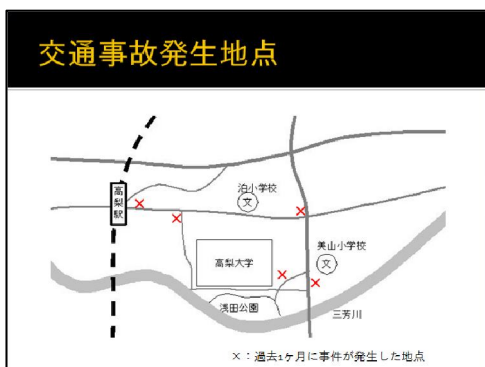 交通事故発生地点
高梨駅
泊小学校
文
美山小学校
文
高梨大学
浅田公園
三芳川
×：過去1ヶ月に事件が発生した地点